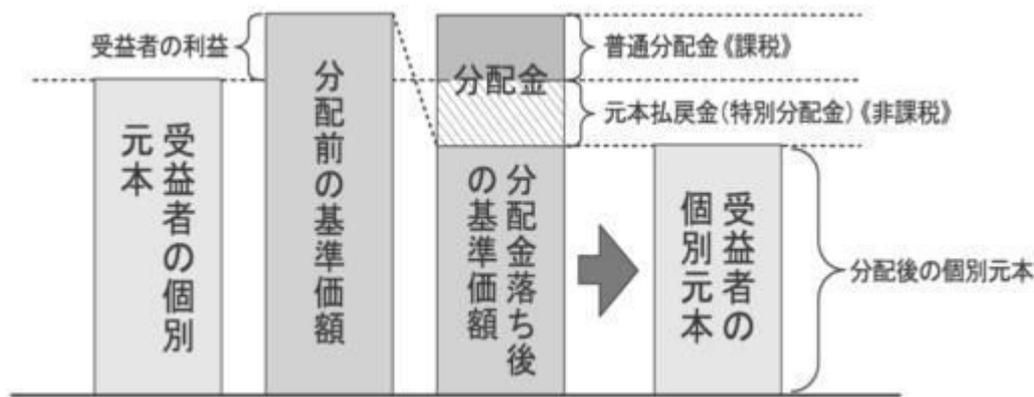 受益者の利益
受益者の個別
元本
分配前の基準価額
分配金
分配金落ち後
の基準価額
普通分配金《課税》
元本払戻金(特別分配金)《非課税》
受益者の
個別元本
分配後の個別元本